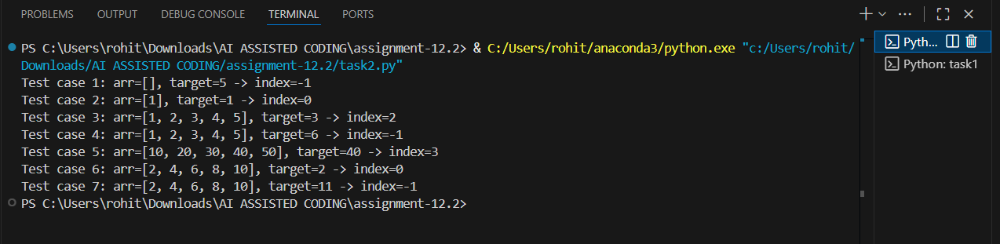 PROBLEMS OUTPUT DEBUG CONSOLE TERMINAL PORTS
PS C:\Users\rohit\Downloads\AI ASSISTED CODING\assignment-12.2> & C:/Users/rohit/anaconda3/python.exe "c:/Users/rohit/
Downloads/AI ASSISTED CODING/assignment-12.2/task2.py"
Test case 1: arr=[], target=5 -> index=-1
Test case 2: arr=[1], target=1 -> index=0
Test case 3: arr=[1, 2, 3, 4, 5], target=3 -> index=2
Test case 4: arr=[1, 2, 3, 4, 5], target=6 -> index=-1
Test case 5: arr=[10, 20, 30, 40, 50], target=40 -> index=3
Test case 6: arr=[2, 4, 6, 8, 10], target=2 -> index=0
Test case 7: arr=[2, 4, 6, 8, 10], target=11 -> index=-1
PS C:\Users\rohit\Downloads\AI ASSISTED CODING\assignment-12.2>
Pyth...
Python: task1